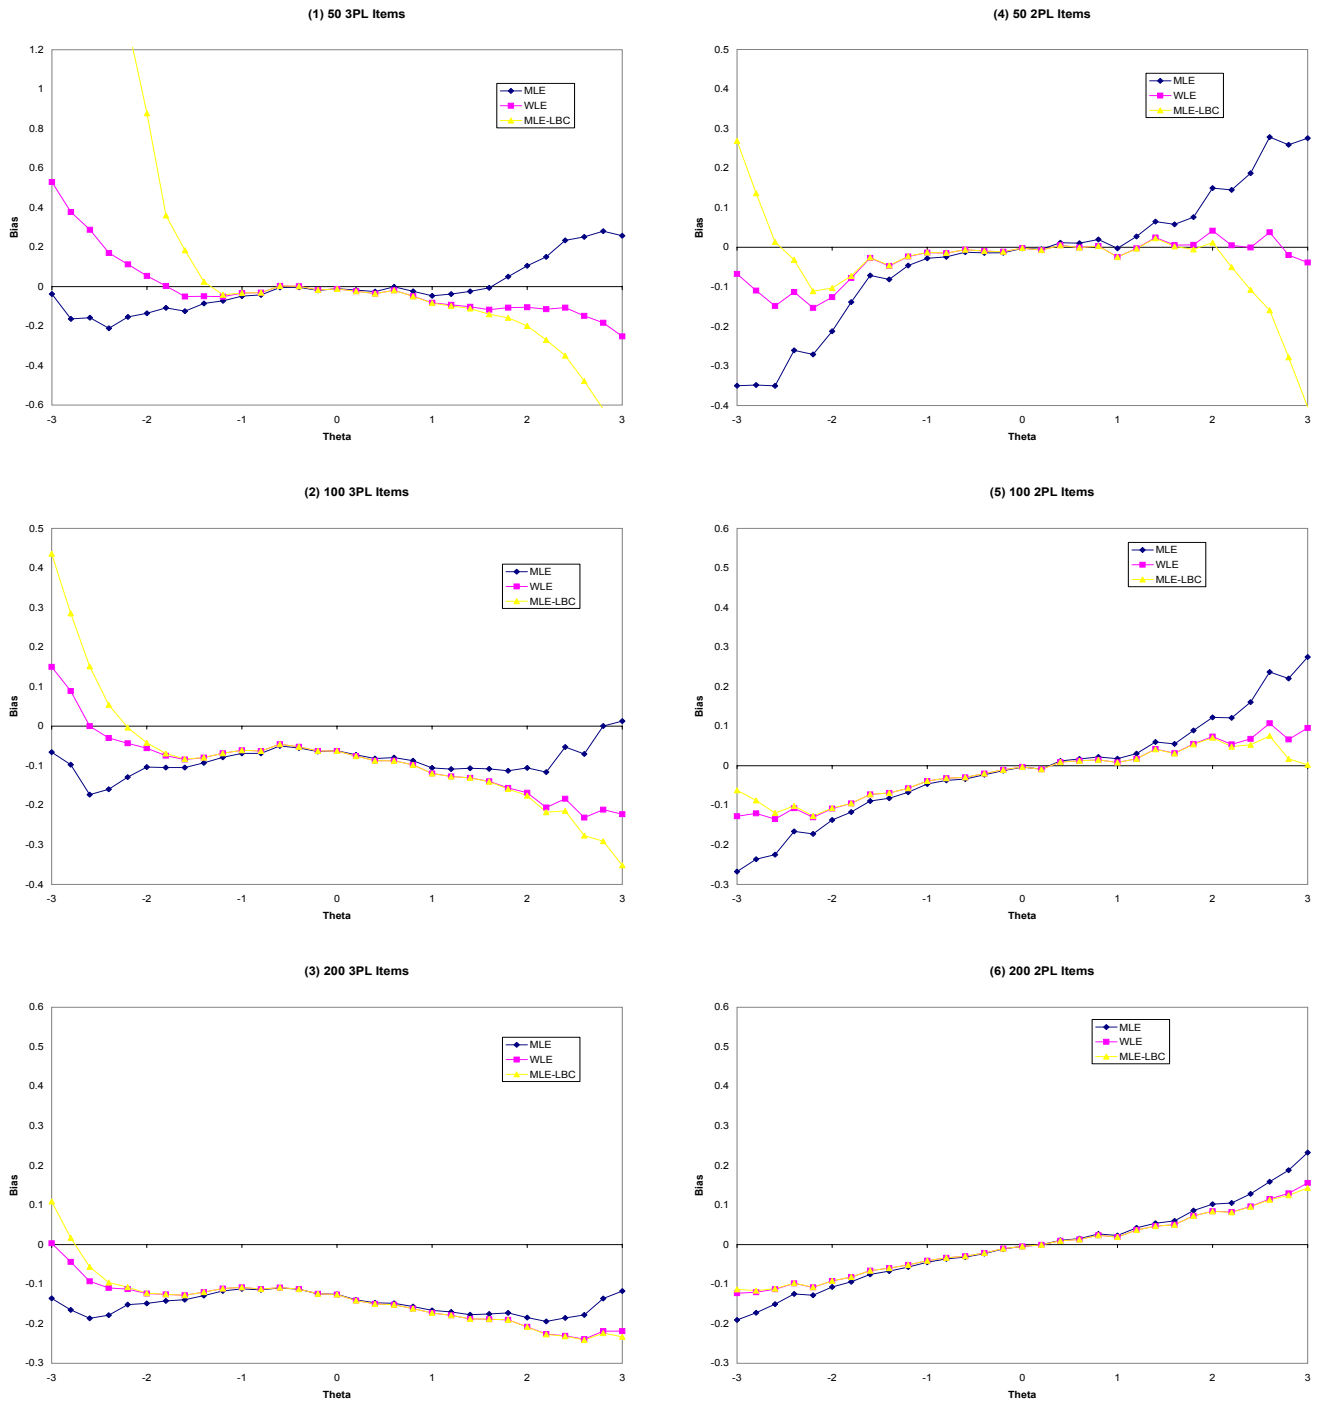 (1) 50 3PL Items
1.2
1
0.8
0.6
0.4
0.2
0
-0.2
-0.4
-0.6
Bias
-3 -2 -1 0 1 2 3
Theta
MLE
WLE
MLE-LBC
(4) 50 2PL Items
0.5
0.4
0.3
0.2
0.1
0
-0.1
-0.2
-0.3
-0.4
Bias
-3 -2 -1 0 1 2 3
Theta
MLE
WLE
MLE-LBC
(2) 100 3PL Items
0.5
0.4
0.3
0.2
0.1
0
-0.1
-0.2
-0.3
-0.4
Bias
-3 -2 -1 0 1 2 3
Theta
MLE
WLE
MLE-LBC
(5) 100 2PL Items
0.6
0.5
0.4
0.3
0.2
0.1
0
-0.1
-0.2
-0.3
Bias
-3 -2 -1 0 1 2 3
Theta
MLE
WLE
MLE-LBC
(3) 200 3PL Items
0.6
0.5
0.4
0.3
0.2
0.1
0
-0.1
-0.2
-0.3
Bias
-3 -2 -1 0 1 2 3
Theta
MLE
WLE
MLE-LBC
(6) 200 2PL Items
0.6
0.5
0.4
0.3
0.2
0.1
0
-0.1
-0.2
-0.3
Bias
-3 -2 -1 0 1 2 3
Theta
MLE
WLE
MLE-LBC